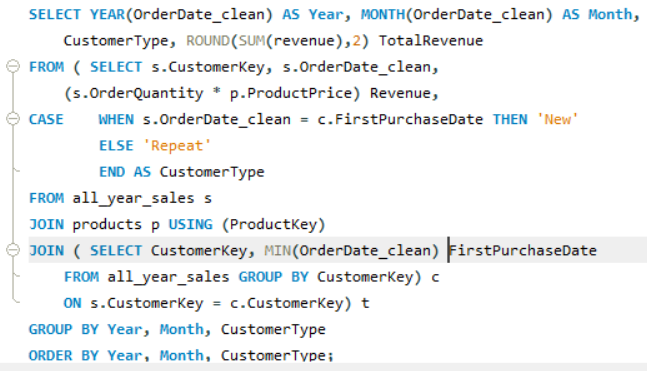 SELECT YEAR(OrderDate_clean) AS Year, MONTH(OrderDate_clean) AS Month,
CustomerType, ROUND(SUM(revenue),2) TotalRevenue
FROM ( SELECT s.CustomerKey, s.OrderDate_clean,
(s.OrderQuantity * p.ProductPrice) Revenue,
CASE WHEN s.OrderDate_clean = c.FirstPurchaseDate THEN 'New'
ELSE 'Repeat'
END AS CustomerType
FROM all_year_sales s
JOIN products p USING (ProductKey)
JOIN ( SELECT CustomerKey, MIN(OrderDate_clean) FirstPurchaseDate
FROM all_year_sales GROUP BY CustomerKey) c
ON s.CustomerKey = c.CustomerKey) t
GROUP BY Year, Month, CustomerType
ORDER BY Year, Month, CustomerType;